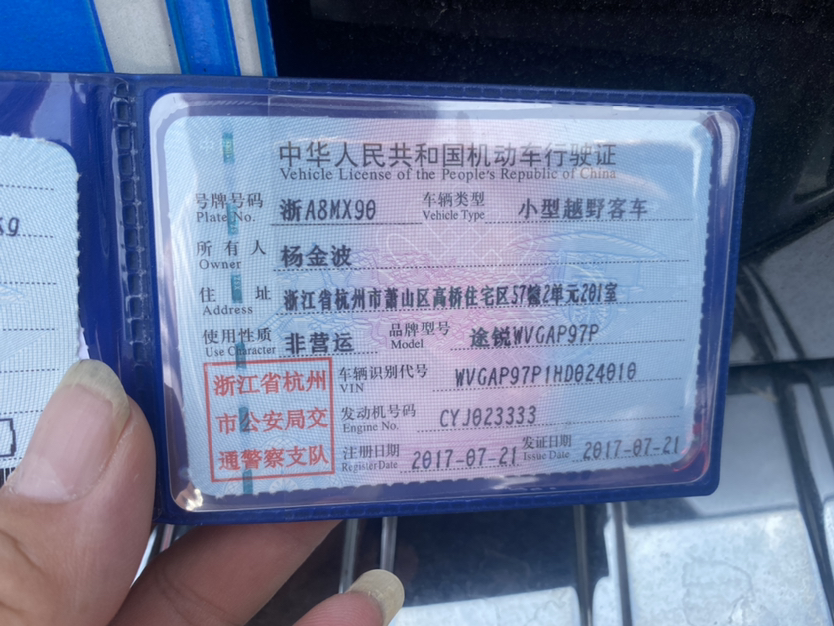 中华人民共和国机动车行驶证
Vehicle License of the People's Republic of China
号牌号码 浙A8MX90 车辆类型 小型越野客车
Plate No. Vehicle Type
所有人 杨金波
Owner
住址 浙江省杭州市萧山区高桥住宅区57幢2单元201室
Address
使用性质 非营运 品牌型号 途锐WVGAP97P
Use Character Model
浙江省杭州
市公安局交
通警察支队
车辆识别代号 WVGAP97P1HD024010
VIN
发动机号码 CYJ023333
Engine No.
注册日期 2017-07-21 发证日期 2017-07-21
Register Date Issue Date